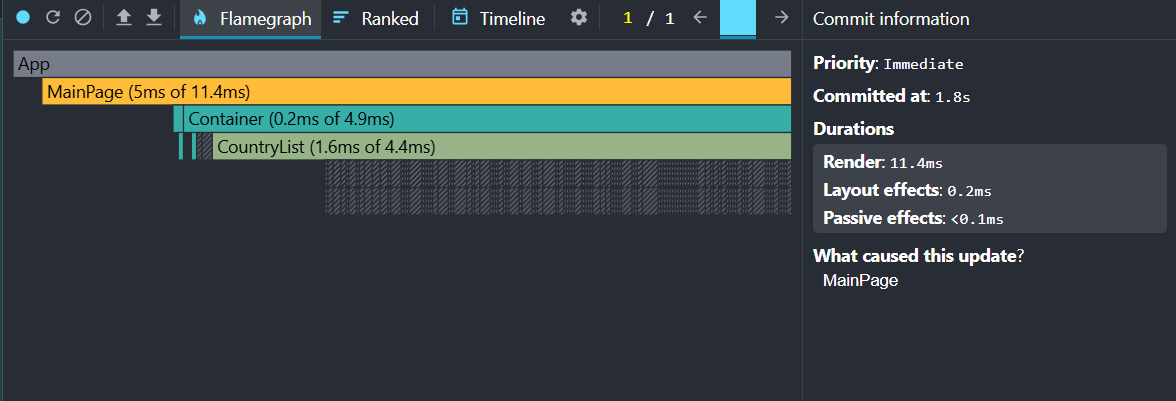 Flamegraph Ranked Timeline 1 / 1 Commit information
App
MainPage (5ms of 11.4ms)
Container (0.2ms of 4.9ms)
CountryList (1.6ms of 4.4ms)
Priority: Immediate
Committed at: 1.8s
Durations
Render: 11.4ms
Layout effects: 0.2ms
Passive effects: <0.1ms
What caused this update?
MainPage